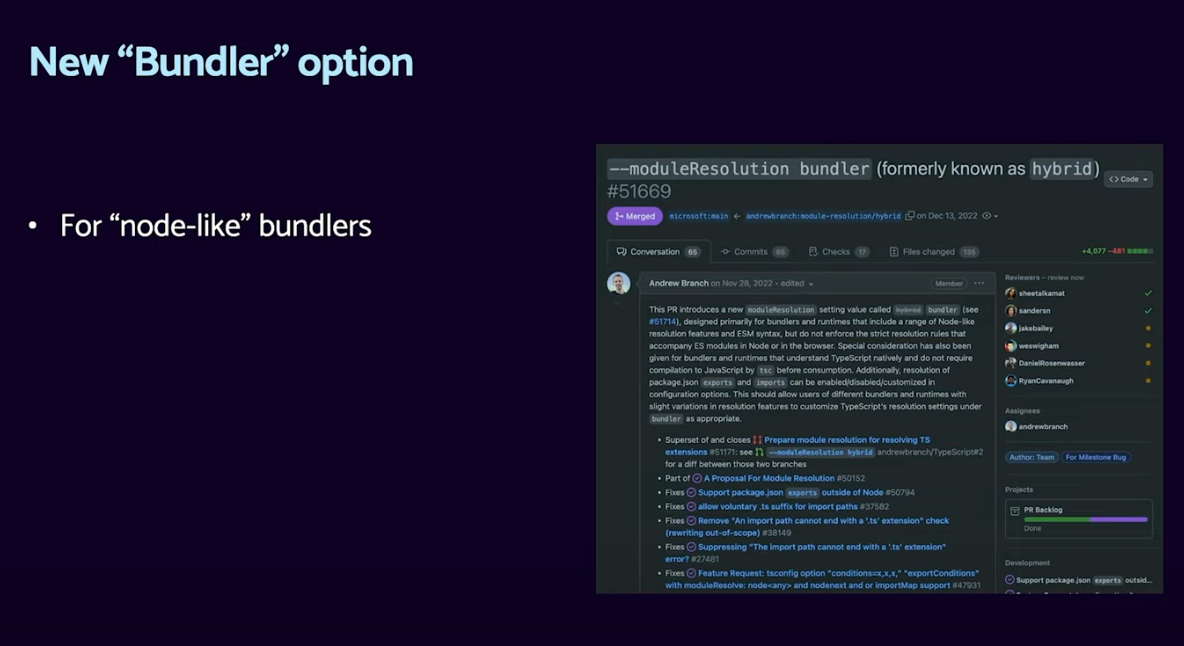 New “Bundler” option
• For “node-like” bundlers
--moduleResolution bundler (formerly known as hybrid)
#51669
<> Code
Merged microsoft:main ← andrewbranch:module-resolution/hybrid on Dec 13, 2022
Conversation 65 Commits 65 Checks 17 Files changed 135 +4,077 −481
Andrew Branch on Nov 28, 2022 • edited Member ...
This PR introduces a new moduleResolution setting value called hybrid bundler (see
#51714), designed primarily for bundlers and runtimes that include a range of Node-like
resolution features and ESM syntax, but do not enforce the strict resolution rules that
accompany ES modules in Node or in the browser. Special consideration has also been
given for bundlers and runtimes that understand TypeScript natively and do not require
compilation to JavaScript by tsc before consumption. Additionally, resolution of
package.json exports and imports can be enabled/disabled/customized in
configuration options. This should allow users of different bundlers and runtimes with
slight variations in resolution features to customize TypeScript's resolution settings under
bundler as appropriate.
• Superset of and closes Prepare module resolution for resolving TS
extensions #51171: see --moduleResolution hybrid andrewbranch/TypeScript#2
for a diff between those two branches
• Part of A Proposal For Module Resolution #50152
• Fixes Support package.json exports outside of Node #50794
• Fixes allow voluntary .ts suffix for import paths #37582
• Fixes Remove "An import path cannot end with a '.ts' extension" check
(rewriting out-of-scope) #38149
• Fixes Suppressing "The import path cannot end with a '.ts' extension"
error? #27481
• Fixes Feature Request: tsconfig option "conditions=x,x,x," "exportConditions"
with moduleResolve: node<any> and nodenext and or importMap support #47931
Reviewers – review now
sheetalkamat
sandersn
jakebailey
weswigham
DanielRosenwasser
RyanCavanaugh
Assignees
andrewbranch
Author: Team For Milestone Bug
Projects
PR Backlog
Done
Development
Support package.json exports outsid...